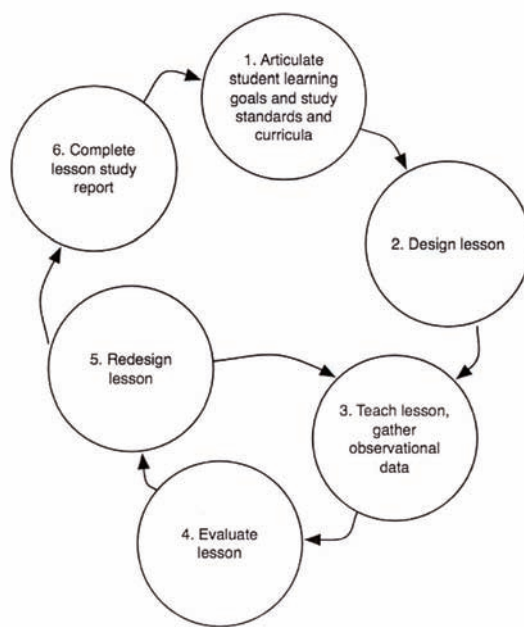 1. Articulate
student learning
goals and study
standards and
curricula
2. Design lesson
3. Teach lesson,
gather
observational
data
4. Evaluate
lesson
5. Redesign
lesson
6. Complete
lesson study
report